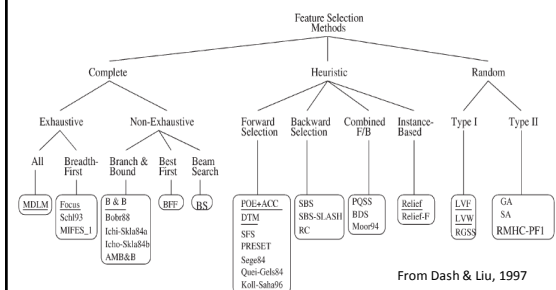 Feature Selection
Methods
Complete Heuristic Random
Exhaustive Non-Exhaustive Forward Selection Backward Selection Combined F/B Instance-Based Type I Type II
All Breadth-First Branch & Bound Best First Beam Search
MDLM
Focus
Schl93
MIFES_1
B & B
Bobr88
Ichi-Skla84a
Icho-Skla84b
AMB&B
BFF
BS
POE+ACC
DTM
SFS
PRESET
Sege84
Quei-Gels84
Koll-Saha96
SBS
SBS-SLASH
RC
PQSS
BDS
Moor94
Relief
Relief-F
LVF
LVW
RGSS
GA
SA
RMHC-PF1
From Dash & Liu, 1997